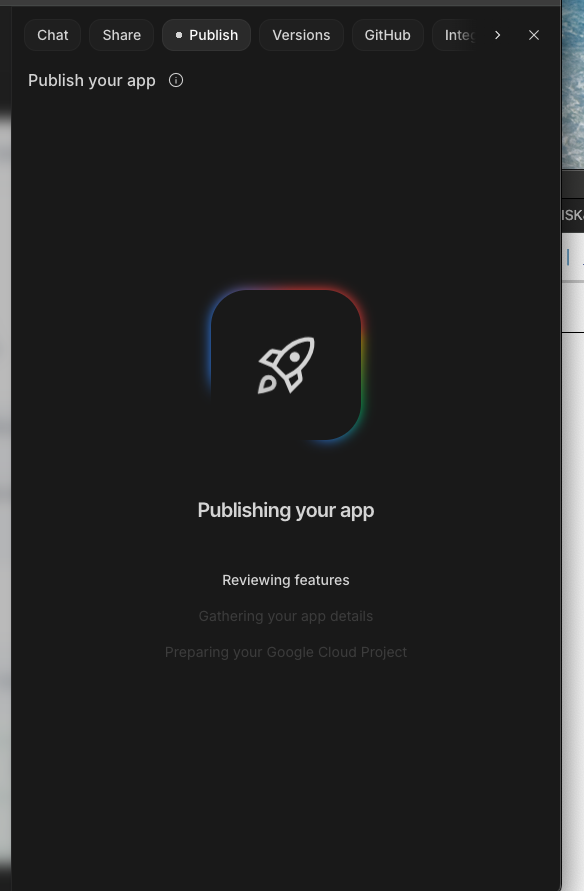 Chat Share Publish Versions GitHub
Publish your app
Publishing your app
Reviewing features
Gathering your app details
Preparing your Google Cloud Project